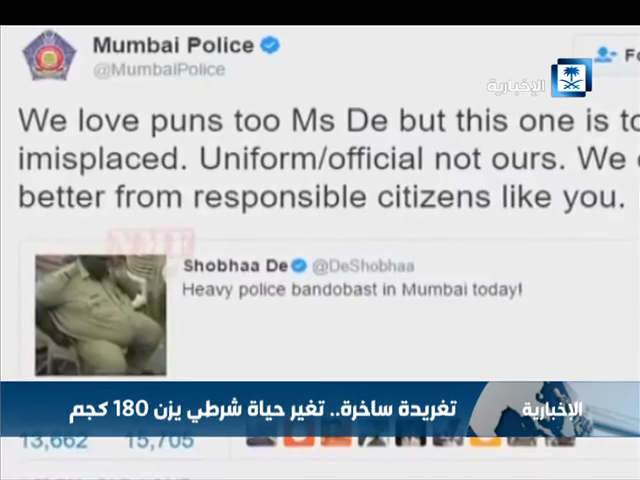 Mumbai Police
@MumbaiPolice
الإخبارية
We love puns too Ms De but this one is
imisplaced. Uniform/official not ours. We
better from responsible citizens like you.
Shobhaa De @DeShobhaa
Heavy police bandobast in Mumbai today!
تغريدة ساخرة.. تغير حياة شرطي يزن 180 كجم
الإخبارية
13,662 15,705